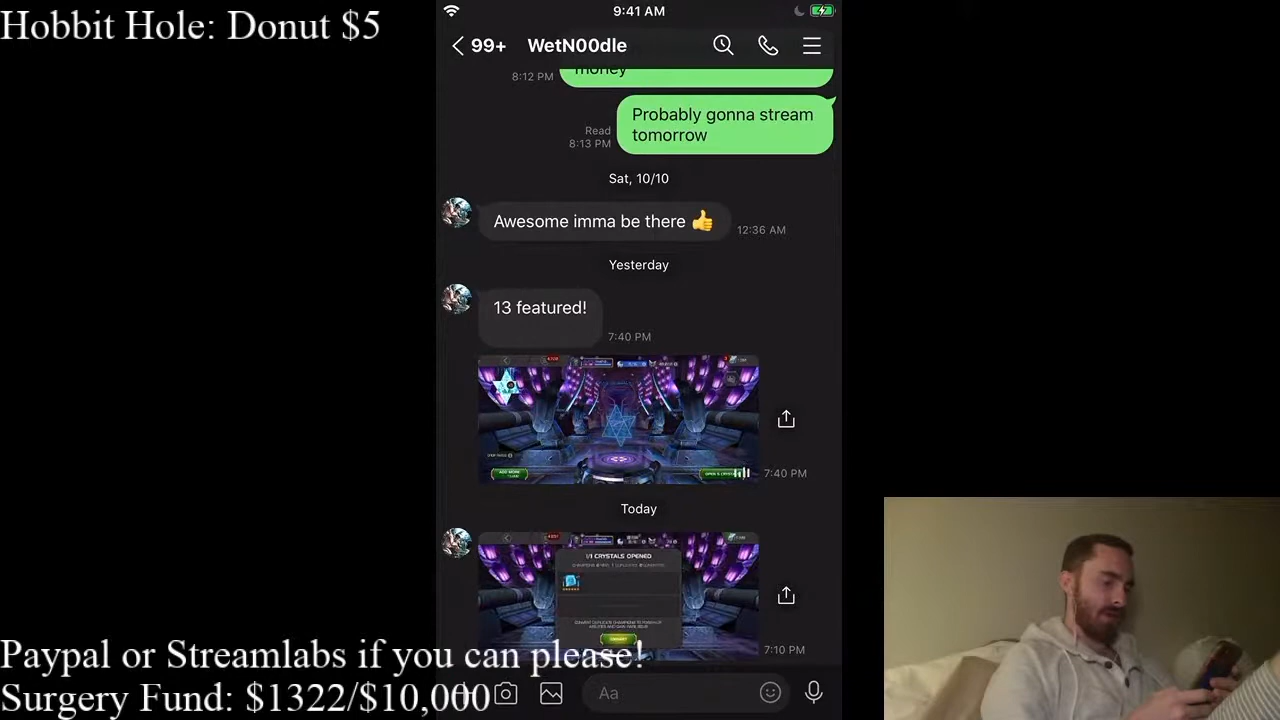 Hobbit Hole: Donut $5
9:41 AM
99+
WetN00dle
money
8:12 PM
Probably gonna stream
tomorrow
Read
8:13 PM
Sat, 10/10
Awesome imma be there 👍
12:36 AM
Yesterday
13 featured!
7:40 PM
7:40 PM
Today
1/1 CRYSTALS OPENED
7:10 PM
Paypal or Streamlabs if you can please!
Surgery Fund: $1322/$10,000
Aa